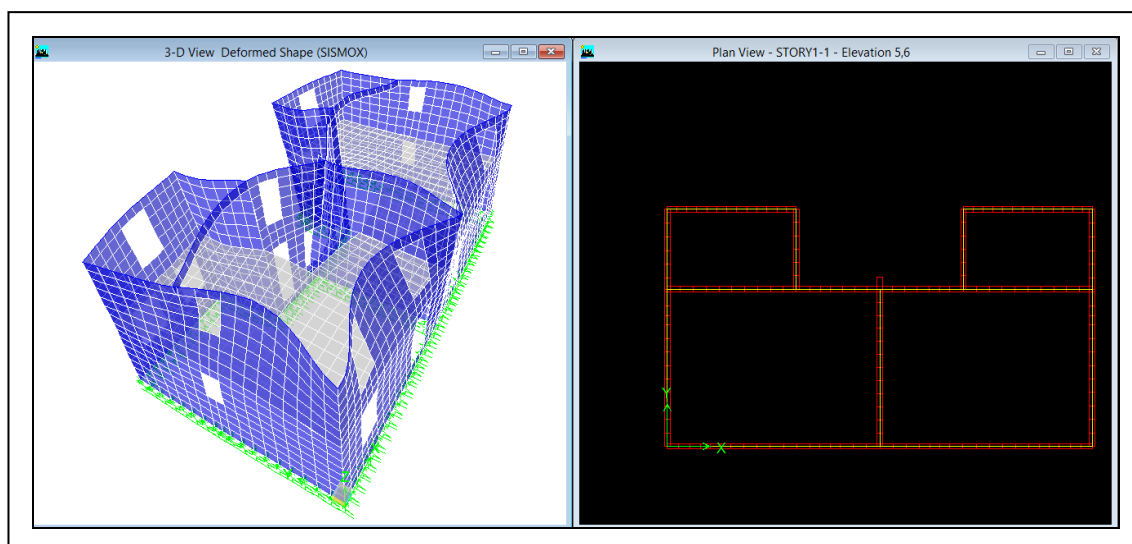 3-D View Deformed Shape (SISMOX)
Plan View - STORY1-1 - Elevation 5,6
Y
X